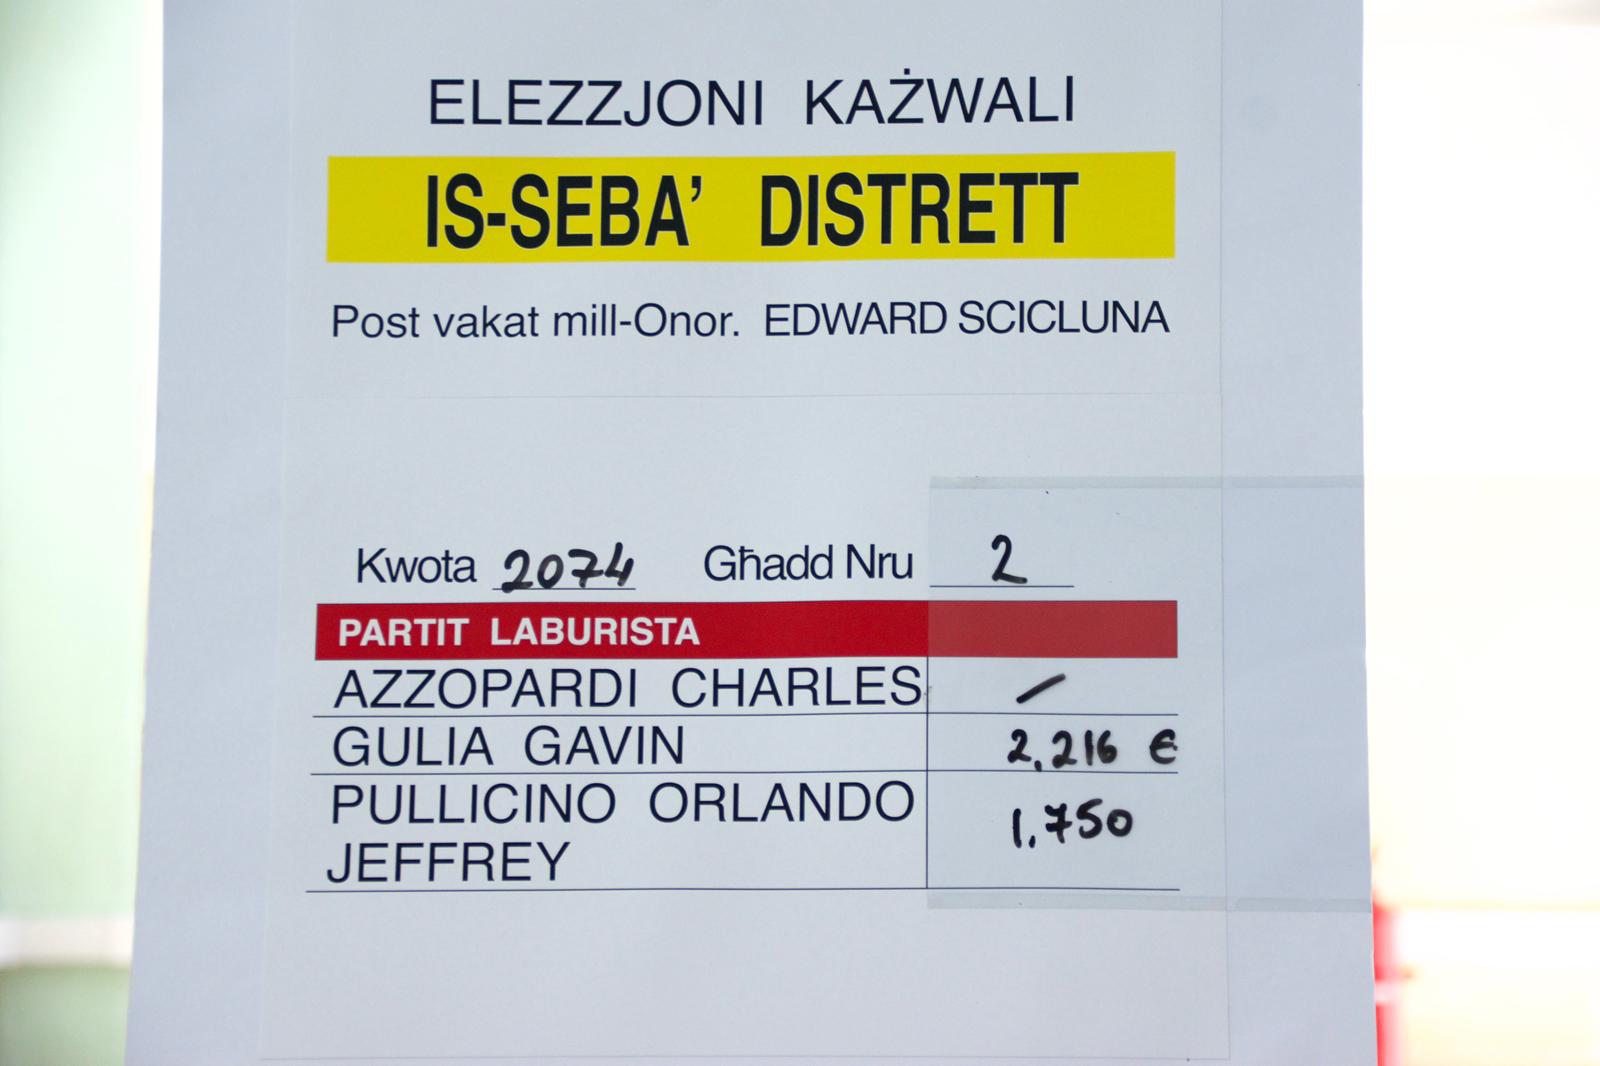 ELEZZJONI KAŻWALI
IS-SEBA' DISTRETT
Post vakat mill-Onor. EDWARD SCICLUNA
Kwota 2074 Għadd Nru 2
PARTIT LABURISTA
AZZOPARDI CHARLES –
GULIA GAVIN 2,216 €
PULLICINO ORLANDO 1,750
JEFFREY